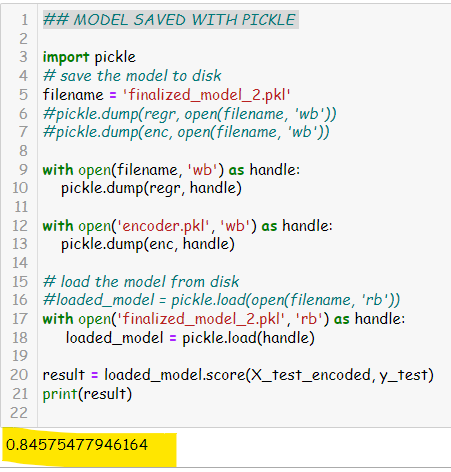 1 ## MODEL SAVED WITH PICKLE
2
3 import pickle
4 # save the model to disk
5 filename = 'finalized_model_2.pkl'
6 #pickle.dump(regr, open(filename, 'wb'))
7 #pickle.dump(enc, open(filename, 'wb'))
8
9 with open(filename, 'wb') as handle:
10     pickle.dump(regr, handle)
11
12 with open('encoder.pkl', 'wb') as handle:
13     pickle.dump(enc, handle)
14
15 # load the model from disk
16 #loaded_model = pickle.load(open(filename, 'rb'))
17 with open('finalized_model_2.pkl', 'rb') as handle:
18     loaded_model = pickle.load(handle)
19
20 result = loaded_model.score(X_test_encoded, y_test)
21 print(result)
22
0.84575477946164